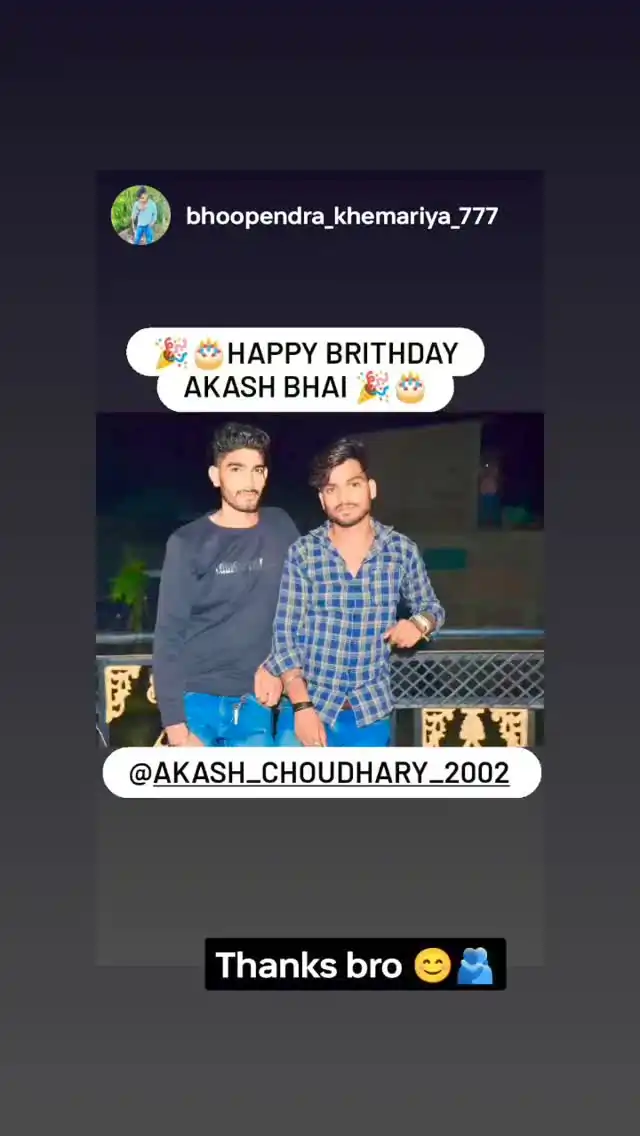 bhoopendra_khemariya_777
🎉🎂HAPPY BRITHDAY
AKASH BHAI 🎉🎂
@AKASH_CHOUDHARY_2002
Thanks bro 😊🫂